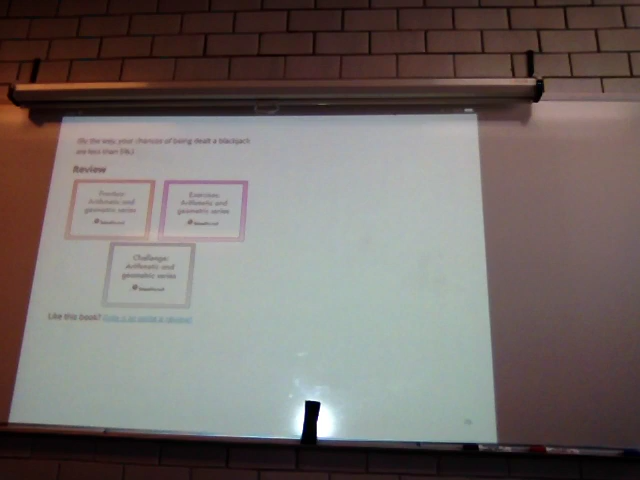 (By the way, your chances of being dealt a blackjack
are less than 5%.)
Review
Practice:
Arithmetic and
geometric series
Exercises:
Arithmetic and
geometric series
Challenge:
Arithmetic and
geometric series
Like this book?